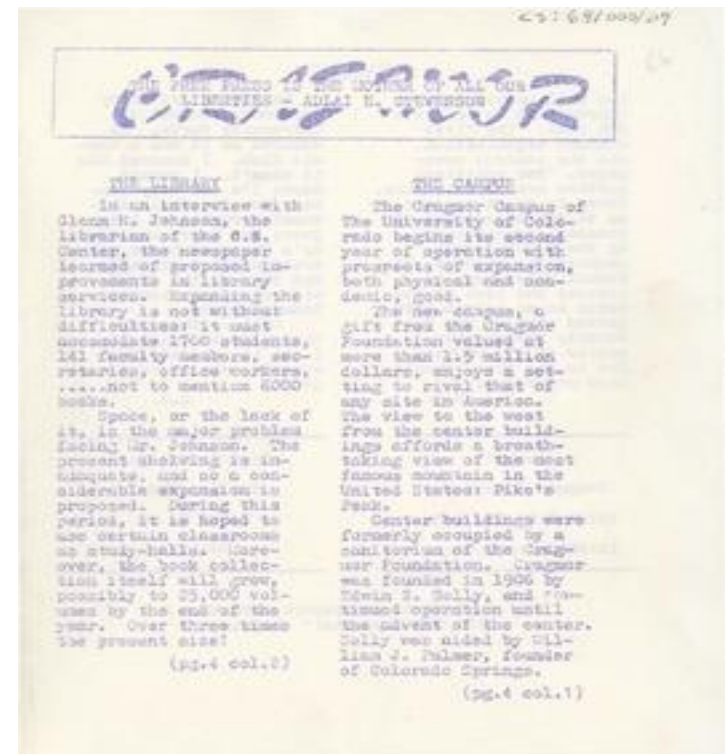 CS: 69/000/09
THE FREE PRESS IS THE MOTHER OF ALL OUR
LIBERTIES - ADLAI E. STEVENSON
CRAGMOR
THE LIBRARY
In an interview with
Glenn H. Johnson, the
librarian of the C.S.
Center, the newspaper
learned of proposed im-
provements in library
services. Expanding the
library is not without
difficulties: it must
accomodate 1700 students,
141 faculty members, sec-
retaries, office workers,
.....not to mention 6000
books.
Space, or the lack of
it, is the major problem
facing Mr. Johnson. The
present shelving is in-
adequate, and so a con-
siderable expansion is
proposed. During this
period, it is hoped to
use certain classrooms
as study-halls. More-
over, the book collec-
tion itself will grow,
possibly to 25,000 vol-
umes by the end of the
year. Over three times
the present size!
(pg.4 col.2)
THE CAMPUS
The Cragmor Campus of
The University of Colo-
rado begins its second
year of operation with
prospects of expansion,
both physical and aca-
demic, good.
The new campus, a
gift from the Cragmor
Foundation valued at
more than 1.5 million
dollars, enjoys a set-
ting to rival that of
any site in America.
The view to the west
from the center build-
ings affords a breath-
taking view of the most
famous mountain in the
United States: Pike's
Peak.
Center buildings were
formerly occupied by a
sanitorium of the Crag-
mor Foundation. Cragmor
was founded in 1906 by
Edwin S. Solly, and con-
tinued operation until
the advent of the center.
Solly was aided by Wil-
liam J. Palmer, founder
of Colorado Springs.
(pg.4 col.1)